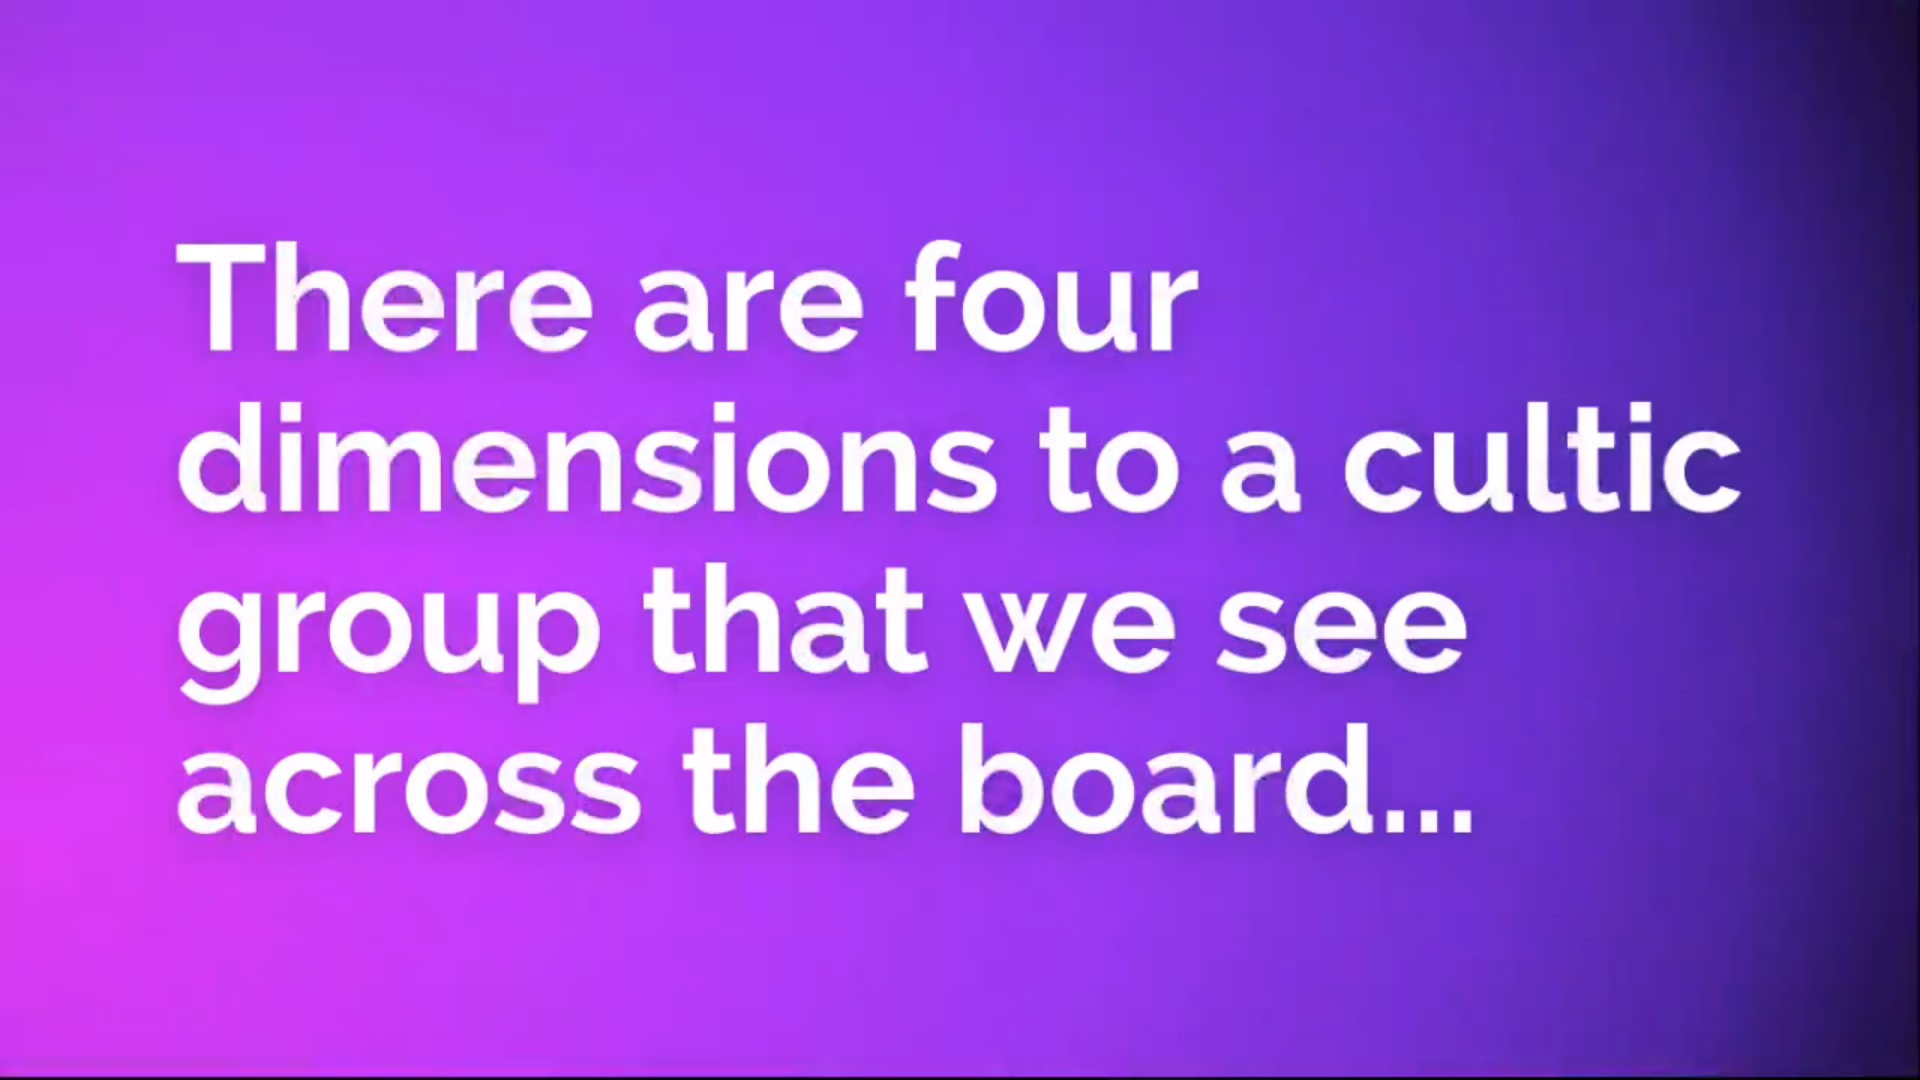 There are four
dimensions to a cultic
group that we see
across the board...